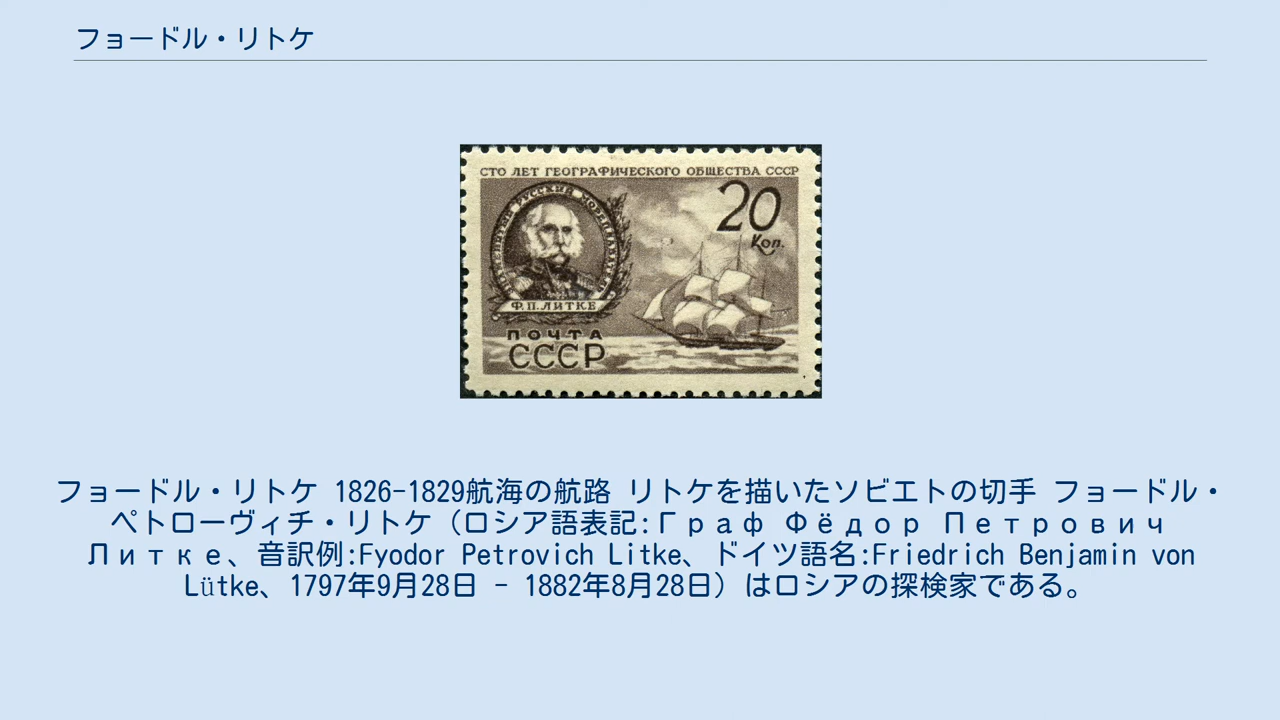 フョードル・リトケ
СТО ЛЕТ ГЕОГРАФИЧЕСКОГО ОБЩЕСТВА СССР
20
Коп.
РУССКИЙ МОРЕПЛАВАТЕЛЬ
Ф.П.ЛИТКЕ
ПОЧТА
СССР
フョードル・リトケ 1826-1829航海の航路 リトケを描いたソビエトの切手 フョードル・
ペトローヴィチ・リトケ（ロシア語表記:Граф Фёдор Петрович
Литке、音訳例:Fyodor Petrovich Litke、ドイツ語名:Friedrich Benjamin von
Lütke、1797年9月28日 - 1882年8月28日）はロシアの探検家である。